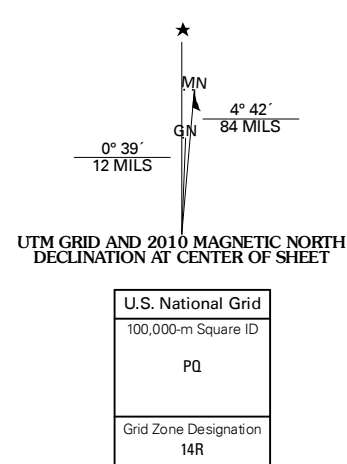 ★
MN
GN
4° 42´
84 MILS
0° 39´
12 MILS
UTM GRID AND 2010 MAGNETIC NORTH
DECLINATION AT CENTER OF SHEET
U.S. National Grid
100,000-m Square ID
PQ
Grid Zone Designation
14R